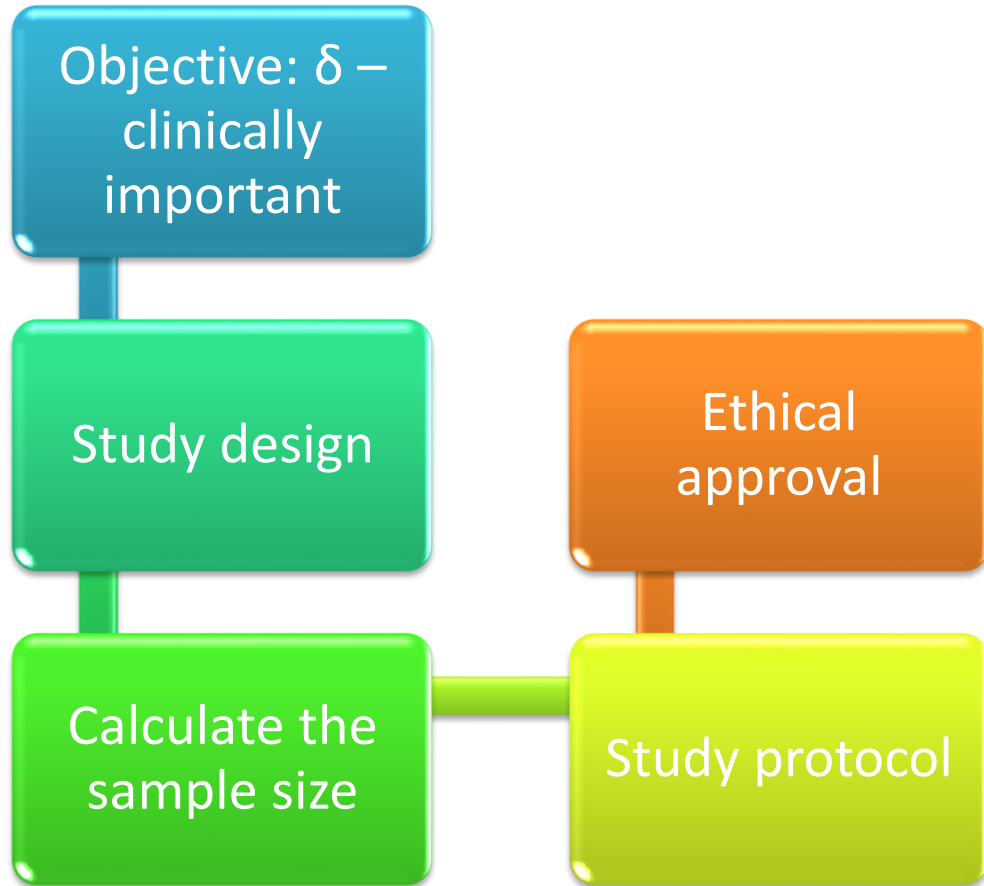 Objective: δ –
clinically
important
Study design
Calculate the
sample size
Study protocol
Ethical
approval